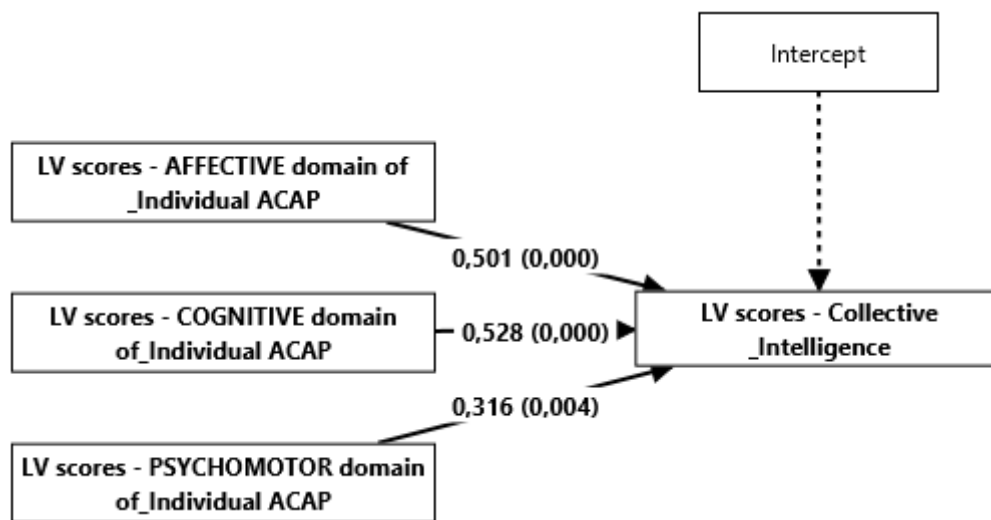 Intercept
LV scores - AFFECTIVE domain of
_Individual ACAP
0,501 (0,000)
LV scores - COGNITIVE domain
of_Individual ACAP
0,528 (0,000)
LV scores - Collective
_Intelligence
0,316 (0,004)
LV scores - PSYCHOMOTOR domain
of_Individual ACAP